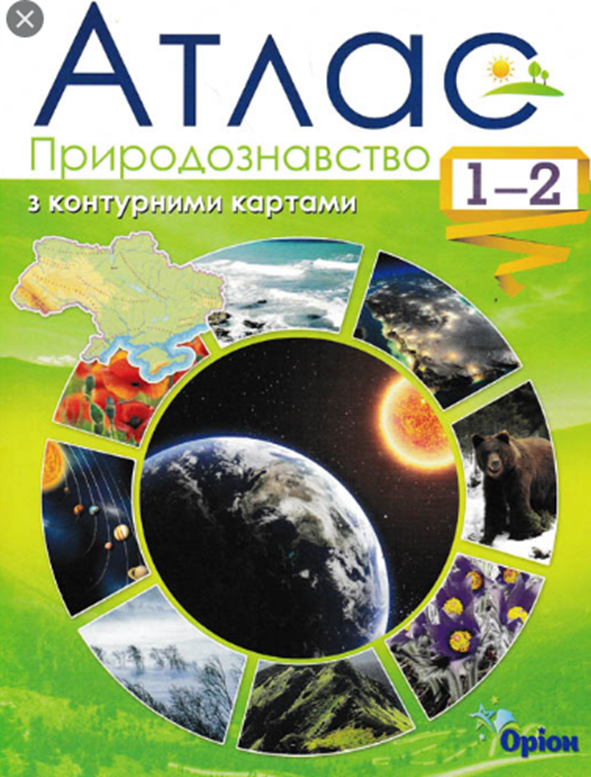 Атлас
Природознавство
1–2
з контурними картами
Оріон